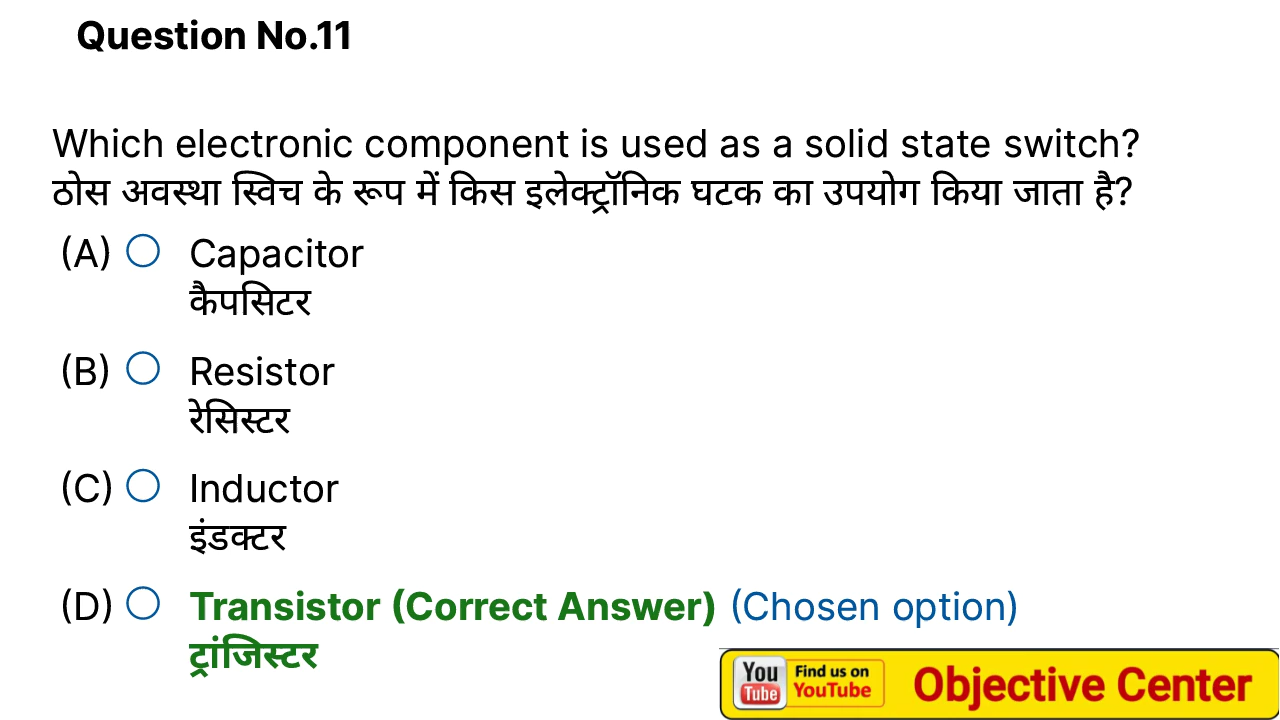 Question No.11
Which electronic component is used as a solid state switch?
ठोस अवस्था स्विच के रूप में किस इलेक्ट्रॉनिक घटक का उपयोग किया जाता है?
(A) Capacitor
कैपसिटर
(B) Resistor
रेसिस्टर
(C) Inductor
इंडक्टर
(D) Transistor (Correct Answer) (Chosen option)
ट्रांजिस्टर
You Tube Find us on YouTube Objective Center